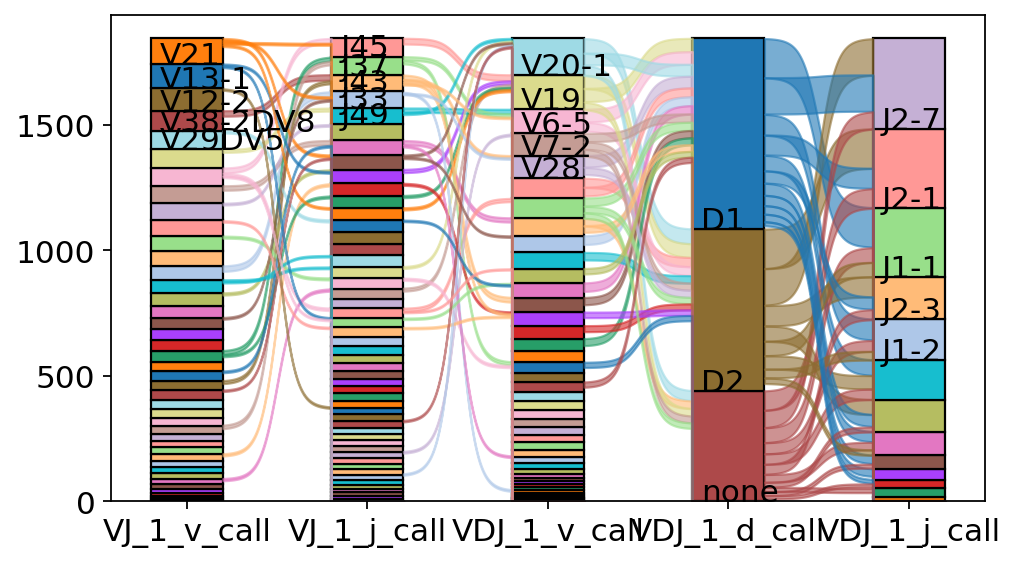 1500
1000
500
0
V21
V13-1
V12-2
V38-2DV8
V29DV5
J45
J37
J43
J33
J49
V20-1
V19
V6-5
V7-2
V28
D1
D2
none
J2-7
J2-1
J1-1
J2-3
J1-2
VJ_1_v_call
VJ_1_j_call
VDJ_1_v_call
VDJ_1_d_call
VDJ_1_j_call